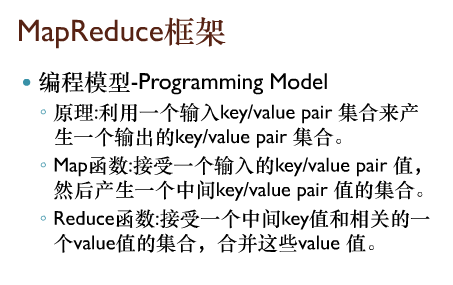 MapReduce框架
编程模型-Programming Model
原理:利用一个输入key/value pair 集合来产
生一个输出的key/value pair 集合。
Map函数:接受一个输入的key/value pair 值，
然后产生一个中间key/value pair 值的集合。
Reduce函数:接受一个中间key值和相关的一
个value值的集合，合并这些value 值。